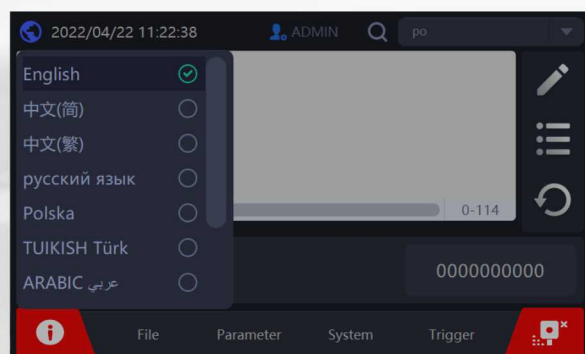 2022/04/22 11:22:38 ADMIN po
English
中文(简)
中文(繁)
русский язык
Polska
TUIKISH Türk
ARABIC عربي
0-114
0000000000
File Parameter System Trigger